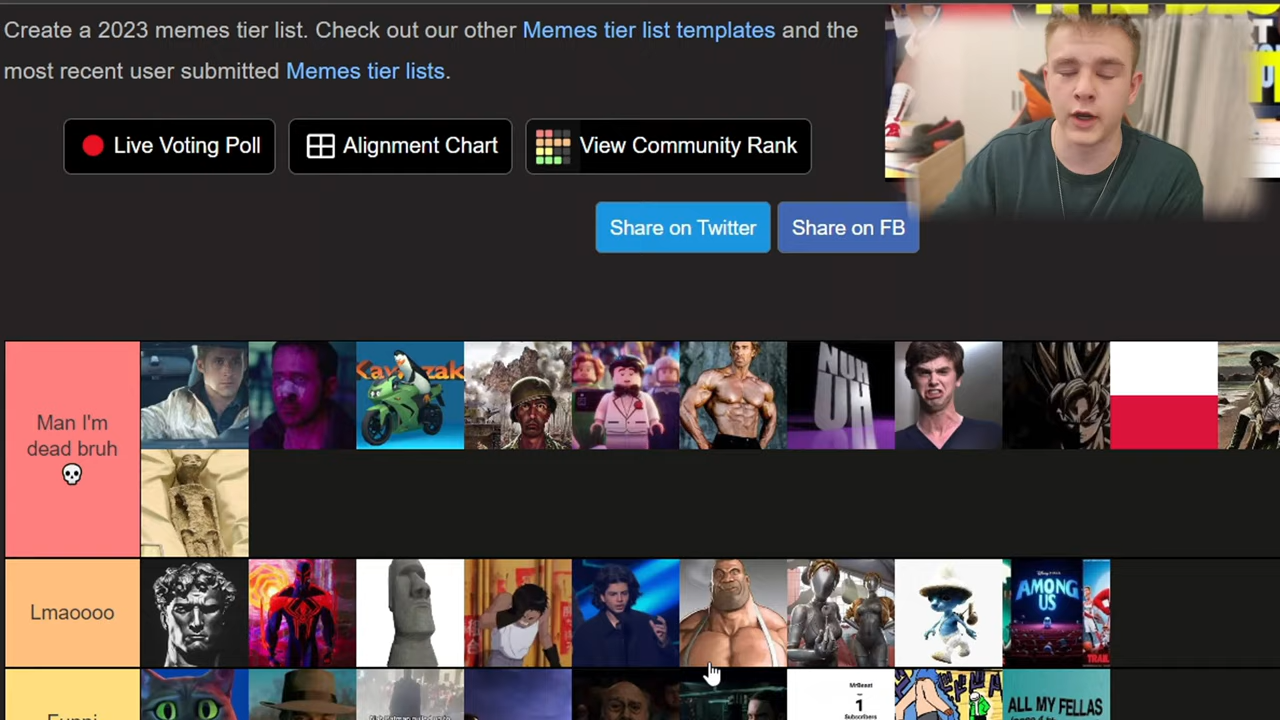 Create a 2023 memes tier list. Check out our other Memes tier list templates and the
most recent user submitted Memes tier lists.
Live Voting Poll
Alignment Chart
View Community Rank
Share on Twitter
Share on FB
Man I'm
dead bruh
NUH
UH
Lmaoooo
AMONG
US
MrBeast
1
Subscribers
ALL MY FELLAS